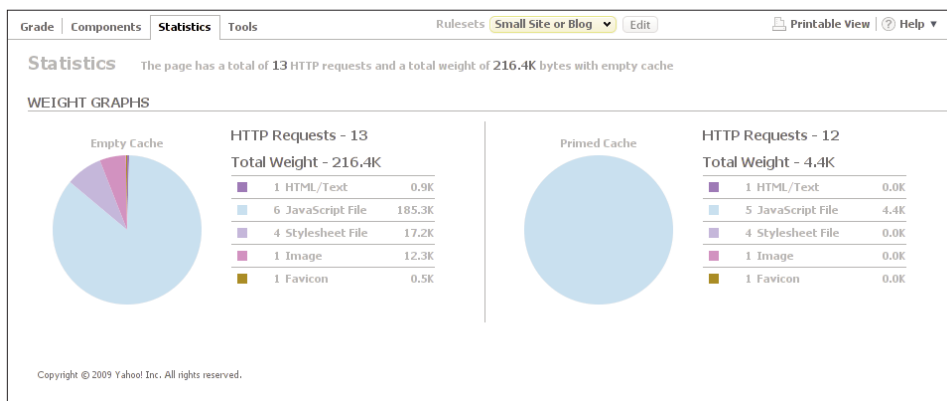 Grade Components Statistics Tools Rulesets Small Site or Blog Edit Printable View ? Help
Statistics The page has a total of 13 HTTP requests and a total weight of 216.4K bytes with empty cache
WEIGHT GRAPHS
Empty Cache
HTTP Requests - 13
Total Weight - 216.4K
1 HTML/Text 0.9K
6 JavaScript File 185.3K
4 Stylesheet File 17.2K
1 Image 12.3K
1 Favicon 0.5K
Primed Cache
HTTP Requests - 12
Total Weight - 4.4K
1 HTML/Text 0.0K
5 JavaScript File 4.4K
4 Stylesheet File 0.0K
1 Image 0.0K
1 Favicon 0.0K
Copyright © 2009 Yahoo! Inc. All rights reserved.